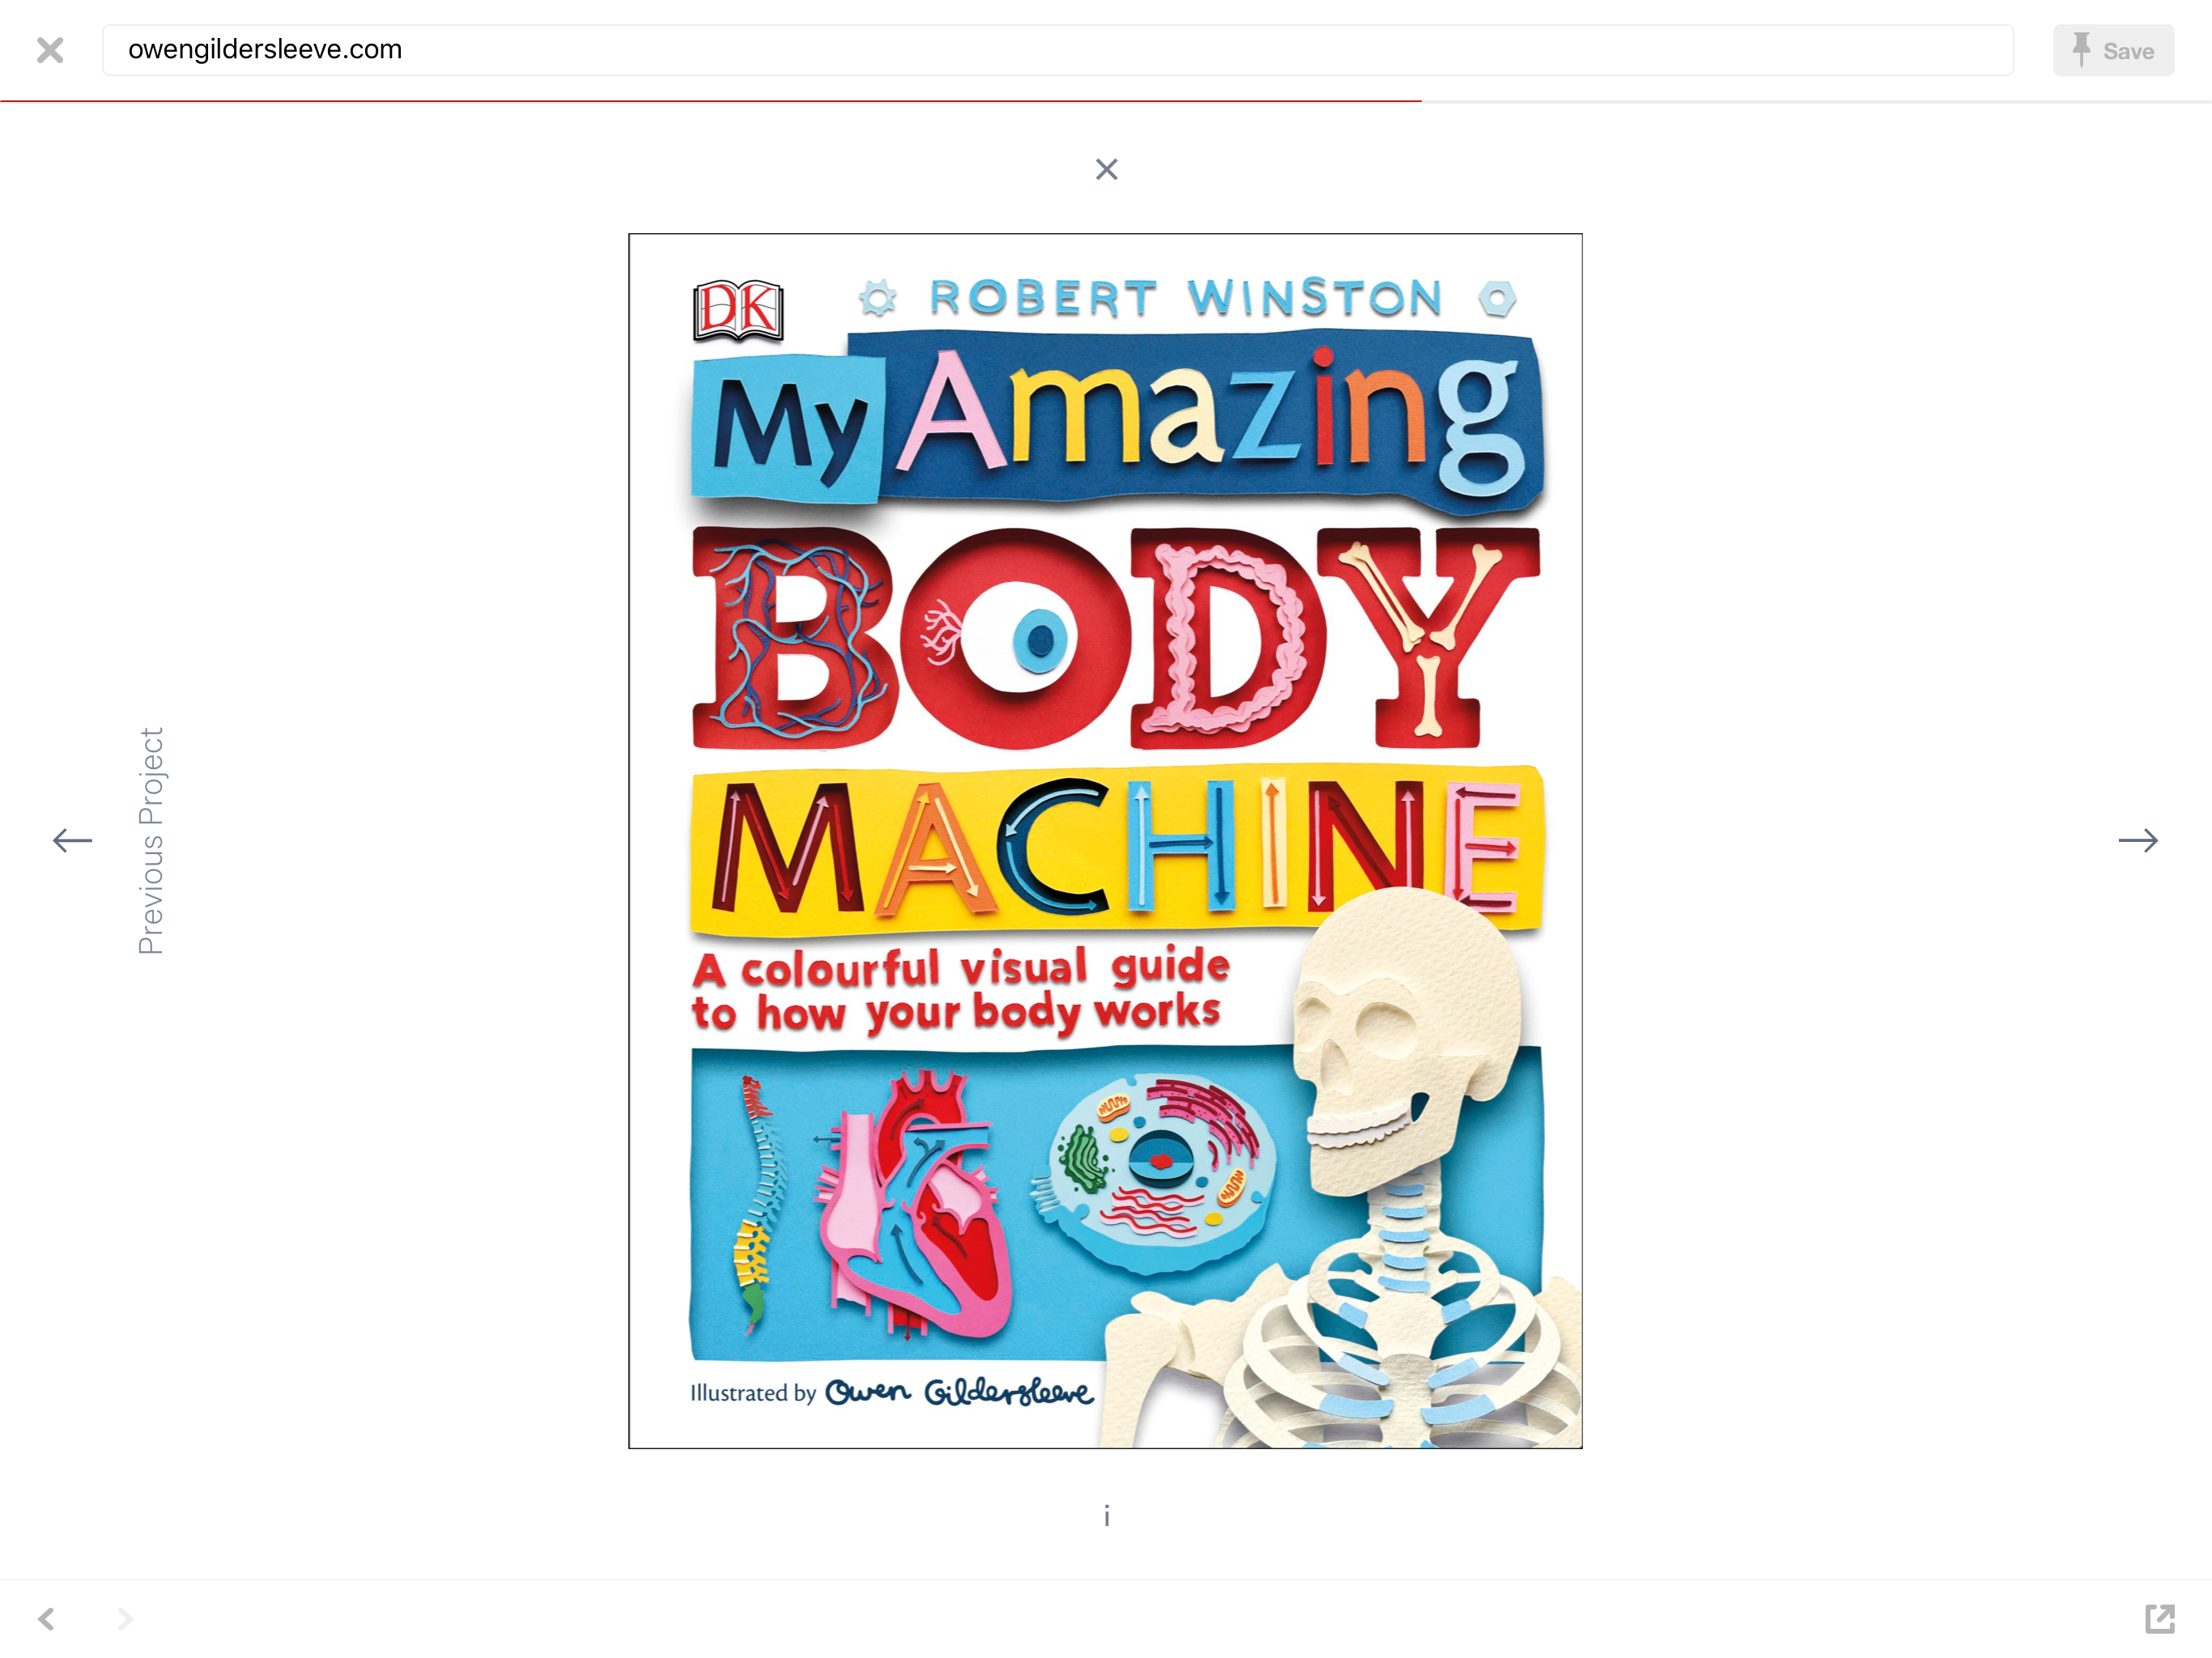 owengildersleeve.com
Save
DK
ROBERT WINSTON
My Amazing
BODY
MACHINE
A colourful visual guide
to how your body works
Illustrated by Owen Gildersleeve
Previous Project
i